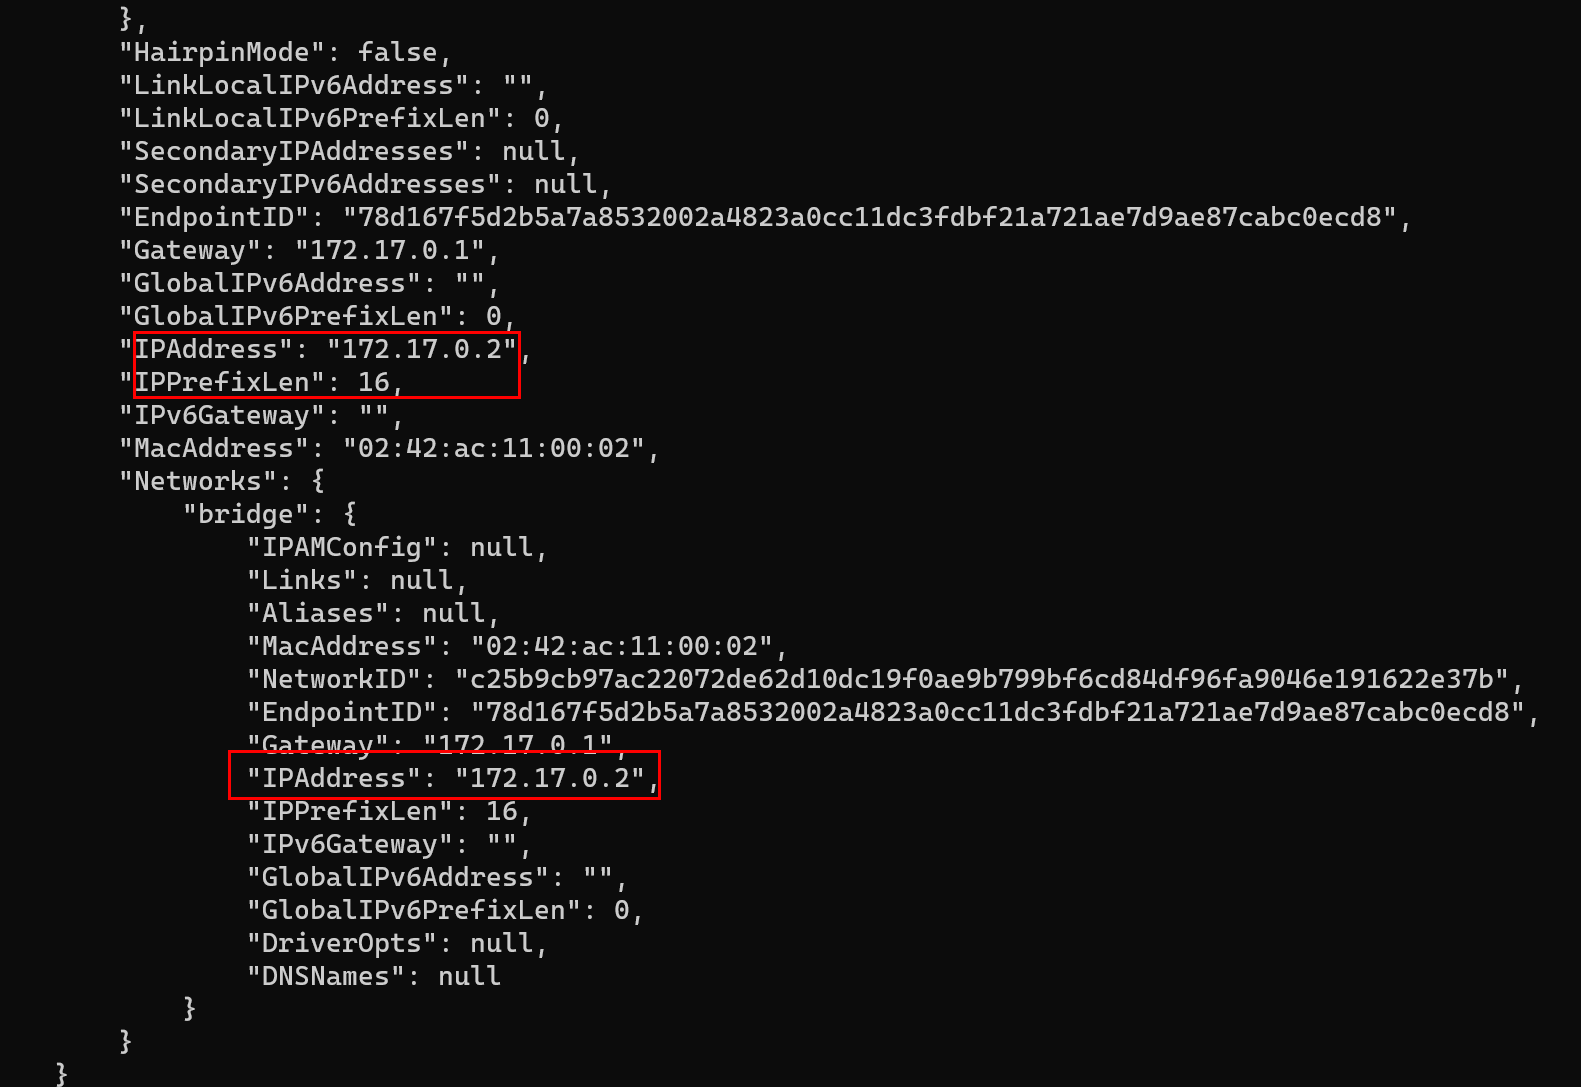 },
"HairpinMode": false,
"LinkLocalIPv6Address": "",
"LinkLocalIPv6PrefixLen": 0,
"SecondaryIPAddresses": null,
"SecondaryIPv6Addresses": null,
"EndpointID": "78d167f5d2b5a7a8532002a4823a0cc11dc3fdbf21a721ae7d9ae87cabc0ecd8",
"Gateway": "172.17.0.1",
"GlobalIPv6Address": "",
"GlobalIPv6PrefixLen": 0,
"IPAddress": "172.17.0.2",
"IPPrefixLen": 16,
"IPv6Gateway": "",
"MacAddress": "02:42:ac:11:00:02",
"Networks": {
"bridge": {
"IPAMConfig": null,
"Links": null,
"Aliases": null,
"MacAddress": "02:42:ac:11:00:02",
"NetworkID": "c25b9cb97ac22072de62d10dc19f0ae9b799bf6cd84df96fa9046e191622e37b",
"EndpointID": "78d167f5d2b5a7a8532002a4823a0cc11dc3fdbf21a721ae7d9ae87cabc0ecd8",
"Gateway": "172.17.0.1",
"IPAddress": "172.17.0.2",
"IPPrefixLen": 16,
"IPv6Gateway": "",
"GlobalIPv6Address": "",
"GlobalIPv6PrefixLen": 0,
"DriverOpts": null,
"DNSNames": null
}
}
}